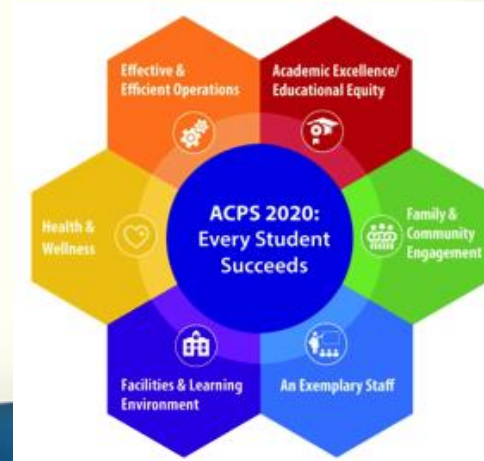 Effective &
Efficient Operations
Academic Excellence/
Educational Equity
Health &
Wellness
ACPS 2020:
Every Student
Succeeds
Family &
Community
Engagement
Facilities & Learning
Environment
An Exemplary Staff